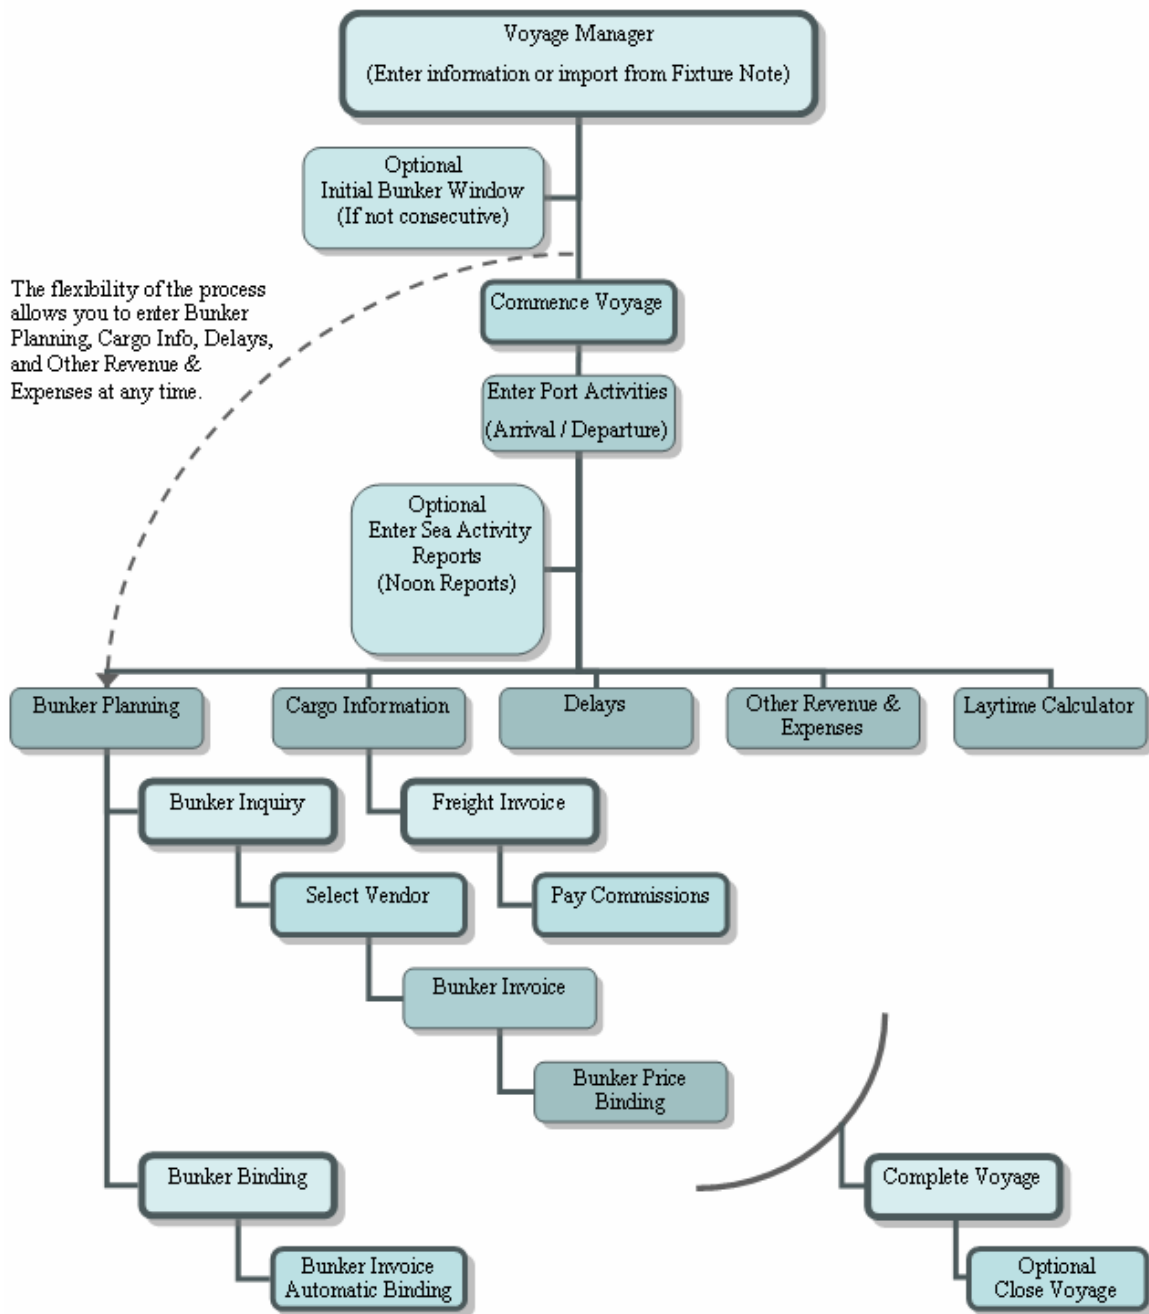 Voyage Manager
(Enter information or import from Fixture Note)
Optional
Initial Bunker Window
(If not consecutive)
The flexibility of the process
allows you to enter Bunker
Planning, Cargo Info, Delays,
and Other Revenue &
Expenses at any time.
Commence Voyage
Enter Port Activities
(Arrival / Departure)
Optional
Enter Sea Activity
Reports
(Noon Reports)
Bunker Planning
Cargo Information
Delays
Other Revenue &
Expenses
Laytime Calculator
Bunker Inquiry
Freight Invoice
Select Vendor
Pay Commissions
Bunker Invoice
Bunker Price
Binding
Bunker Binding
Complete Voyage
Bunker Invoice
Automatic Binding
Optional
Close Voyage